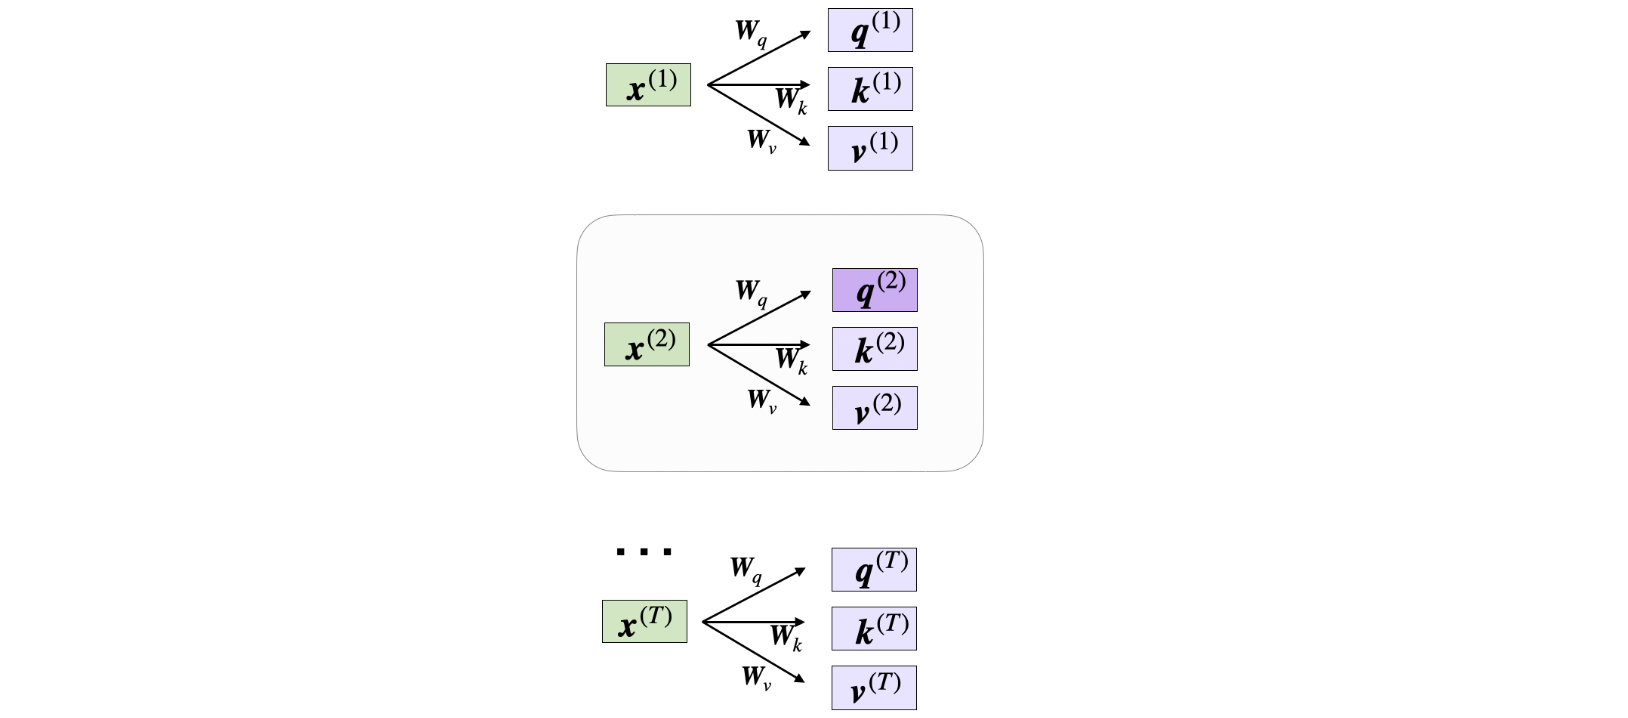 W_q
q^(1)
x^(1)
W_k
k^(1)
W_v
v^(1)
W_q
q^(2)
x^(2)
W_k
k^(2)
W_v
v^(2)
...
W_q
q^(T)
x^(T)
W_k
k^(T)
W_v
v^(T)